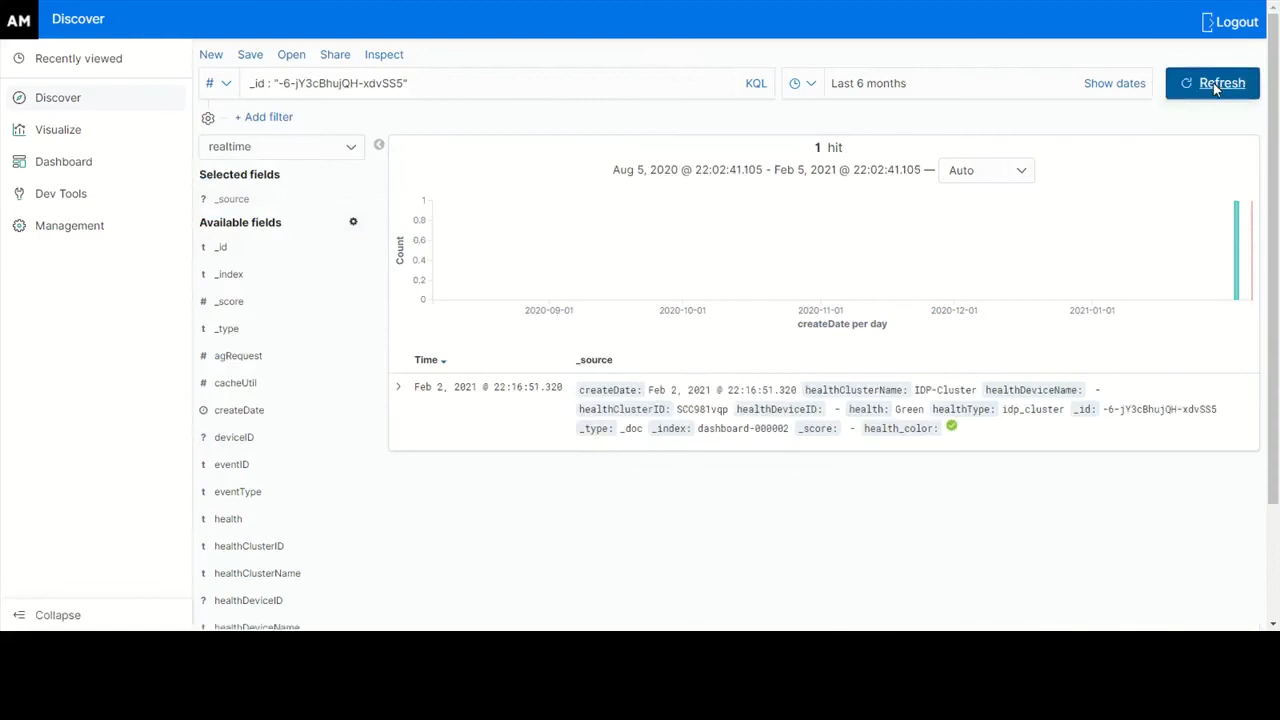 AM Discover Logout
Recently viewed
Discover
Visualize
Dashboard
Dev Tools
Management
Collapse
New Save Open Share Inspect
# _id : "-6-jY3cBhujQH-xdvSS5" KQL Last 6 months Show dates Refresh
+ Add filter
realtime
Selected fields
? _source
Available fields
t _id
t _index
# _score
t _type
# agRequest
# cacheUtil
createDate
? deviceID
t eventID
t eventType
t health
t healthClusterID
t healthClusterName
? healthDeviceID
healthDeviceName
1 hit
Aug 5, 2020 @ 22:02:41.105 - Feb 5, 2021 @ 22:02:41.105 — Auto
Count
1
0.8
0.6
0.4
0.2
0
2020-09-01 2020-10-01 2020-11-01 2020-12-01 2021-01-01
createDate per day
Time _source
Feb 2, 2021 @ 22:16:51.320 createDate: Feb 2, 2021 @ 22:16:51.320 healthClusterName: IDP-Cluster healthDeviceName: -
healthClusterID: SCC981vqp healthDeviceID: - health: Green healthType: idp_cluster _id: -6-jY3cBhujQH-xdvSS5
_type: _doc _index: dashboard-000002 _score: - health_color: